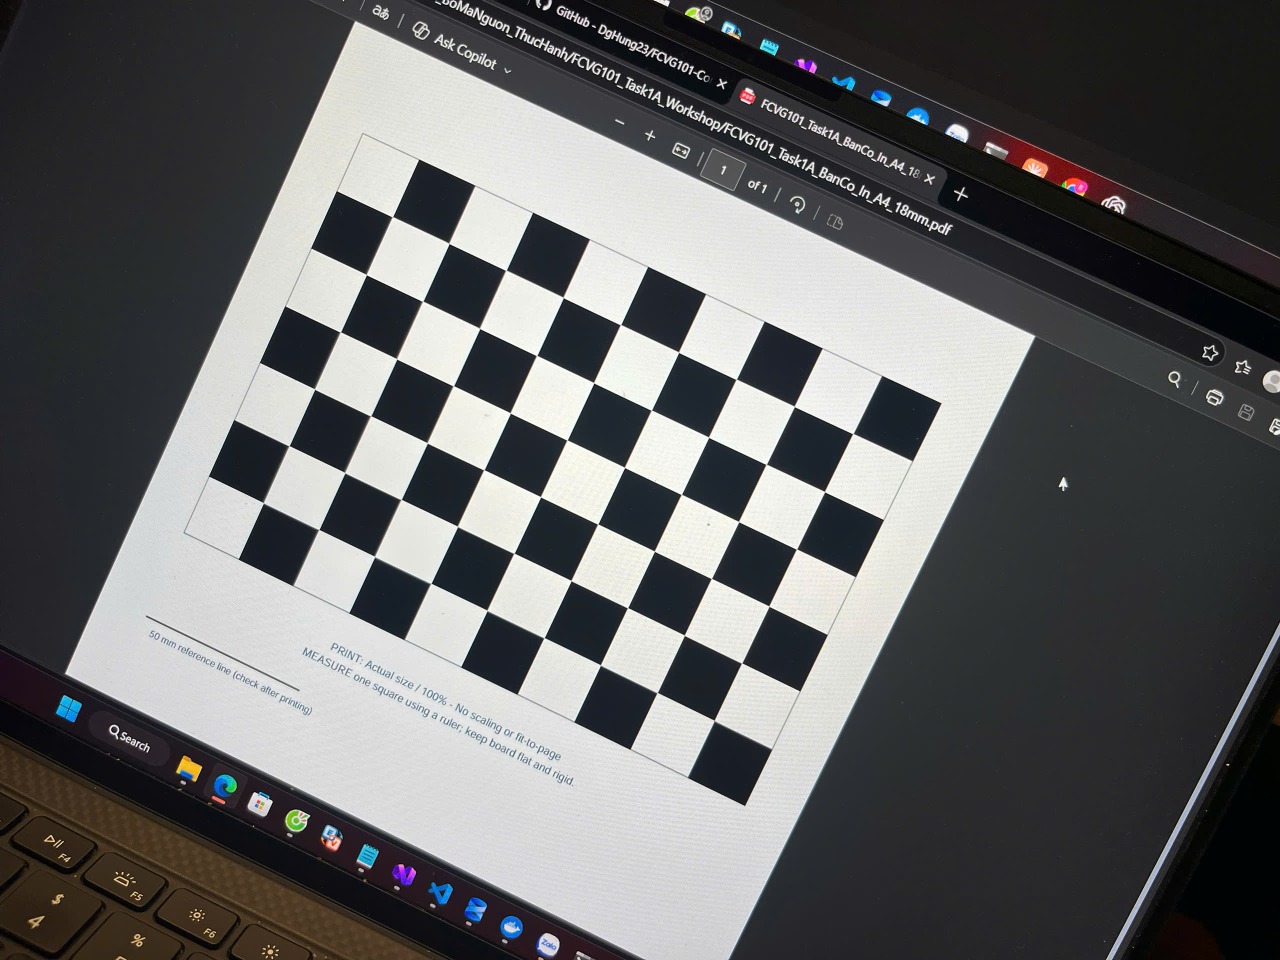 GitHub - DgHung23/FCVG101-Co
FCVG101_Task1A_BanCo_In_A4_18
_BoMaNguon_ThucHanh/FCVG101_Task1A_Workshop/FCVG101_Task1A_BanCo_In_A4_18mm.pdf
Ask Copilot
1 of 1
50 mm reference line (check after printing)
PRINT: Actual size / 100% - No scaling or fit-to-page
MEASURE one square using a ruler; keep board flat and rigid.
Search
Zalo
F4
F5
F6
$
4
%